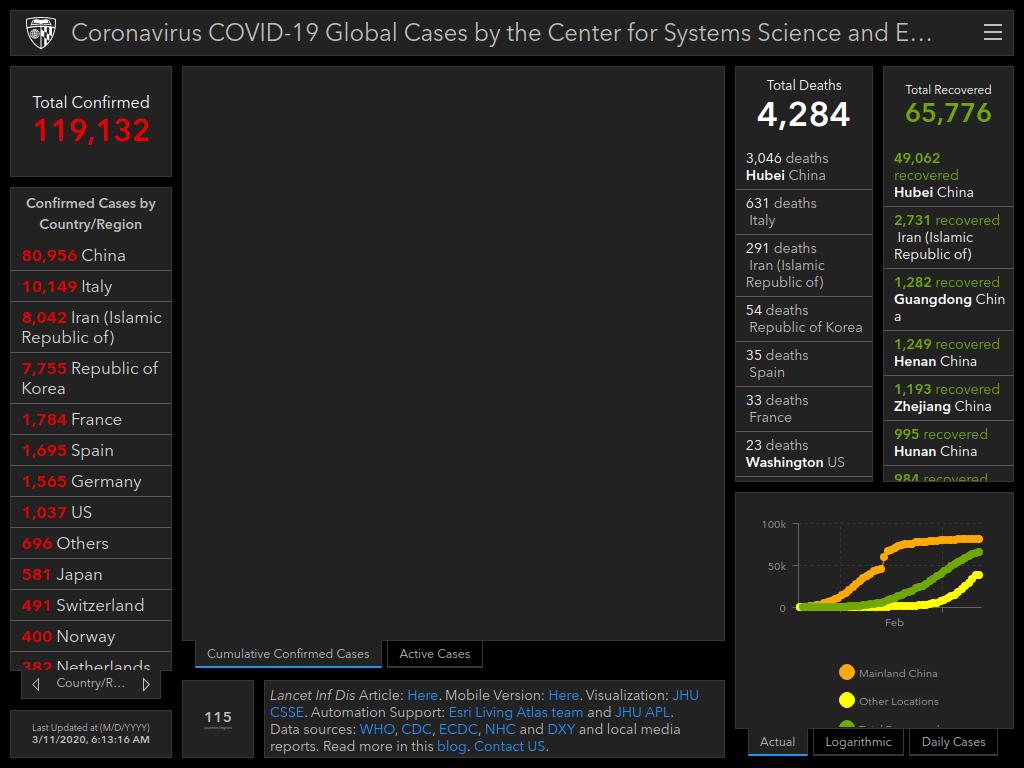 Coronavirus COVID-19 Global Cases by the Center for Systems Science and E…
Total Confirmed
119,132
Confirmed Cases by
Country/Region
80,956 China
10,149 Italy
8,042 Iran (Islamic
Republic of)
7,755 Republic of
Korea
1,784 France
1,695 Spain
1,565 Germany
1,037 US
696 Others
581 Japan
491 Switzerland
400 Norway
382 Netherlands
Country/R...
Last Updated at (M/D/YYYY)
3/11/2020, 6:13:16 AM
Cumulative Confirmed Cases
Active Cases
115
countries/regions
Lancet Inf Dis Article: Here. Mobile Version: Here. Visualization: JHU
CSSE. Automation Support: Esri Living Atlas team and JHU APL.
Data sources: WHO, CDC, ECDC, NHC and DXY and local media
reports. Read more in this blog. Contact US.
Total Deaths
4,284
3,046 deaths
Hubei China
631 deaths
Italy
291 deaths
Iran (Islamic
Republic of)
54 deaths
Republic of Korea
35 deaths
Spain
33 deaths
France
23 deaths
Washington US
Total Recovered
65,776
49,062
recovered
Hubei China
2,731 recovered
Iran (Islamic
Republic of)
1,282 recovered
Guangdong Chin
a
1,249 recovered
Henan China
1,193 recovered
Zhejiang China
995 recovered
Hunan China
984 recovered
100k
50k
0
Feb
Mainland China
Other Locations
Total Recovered
Actual
Logarithmic
Daily Cases